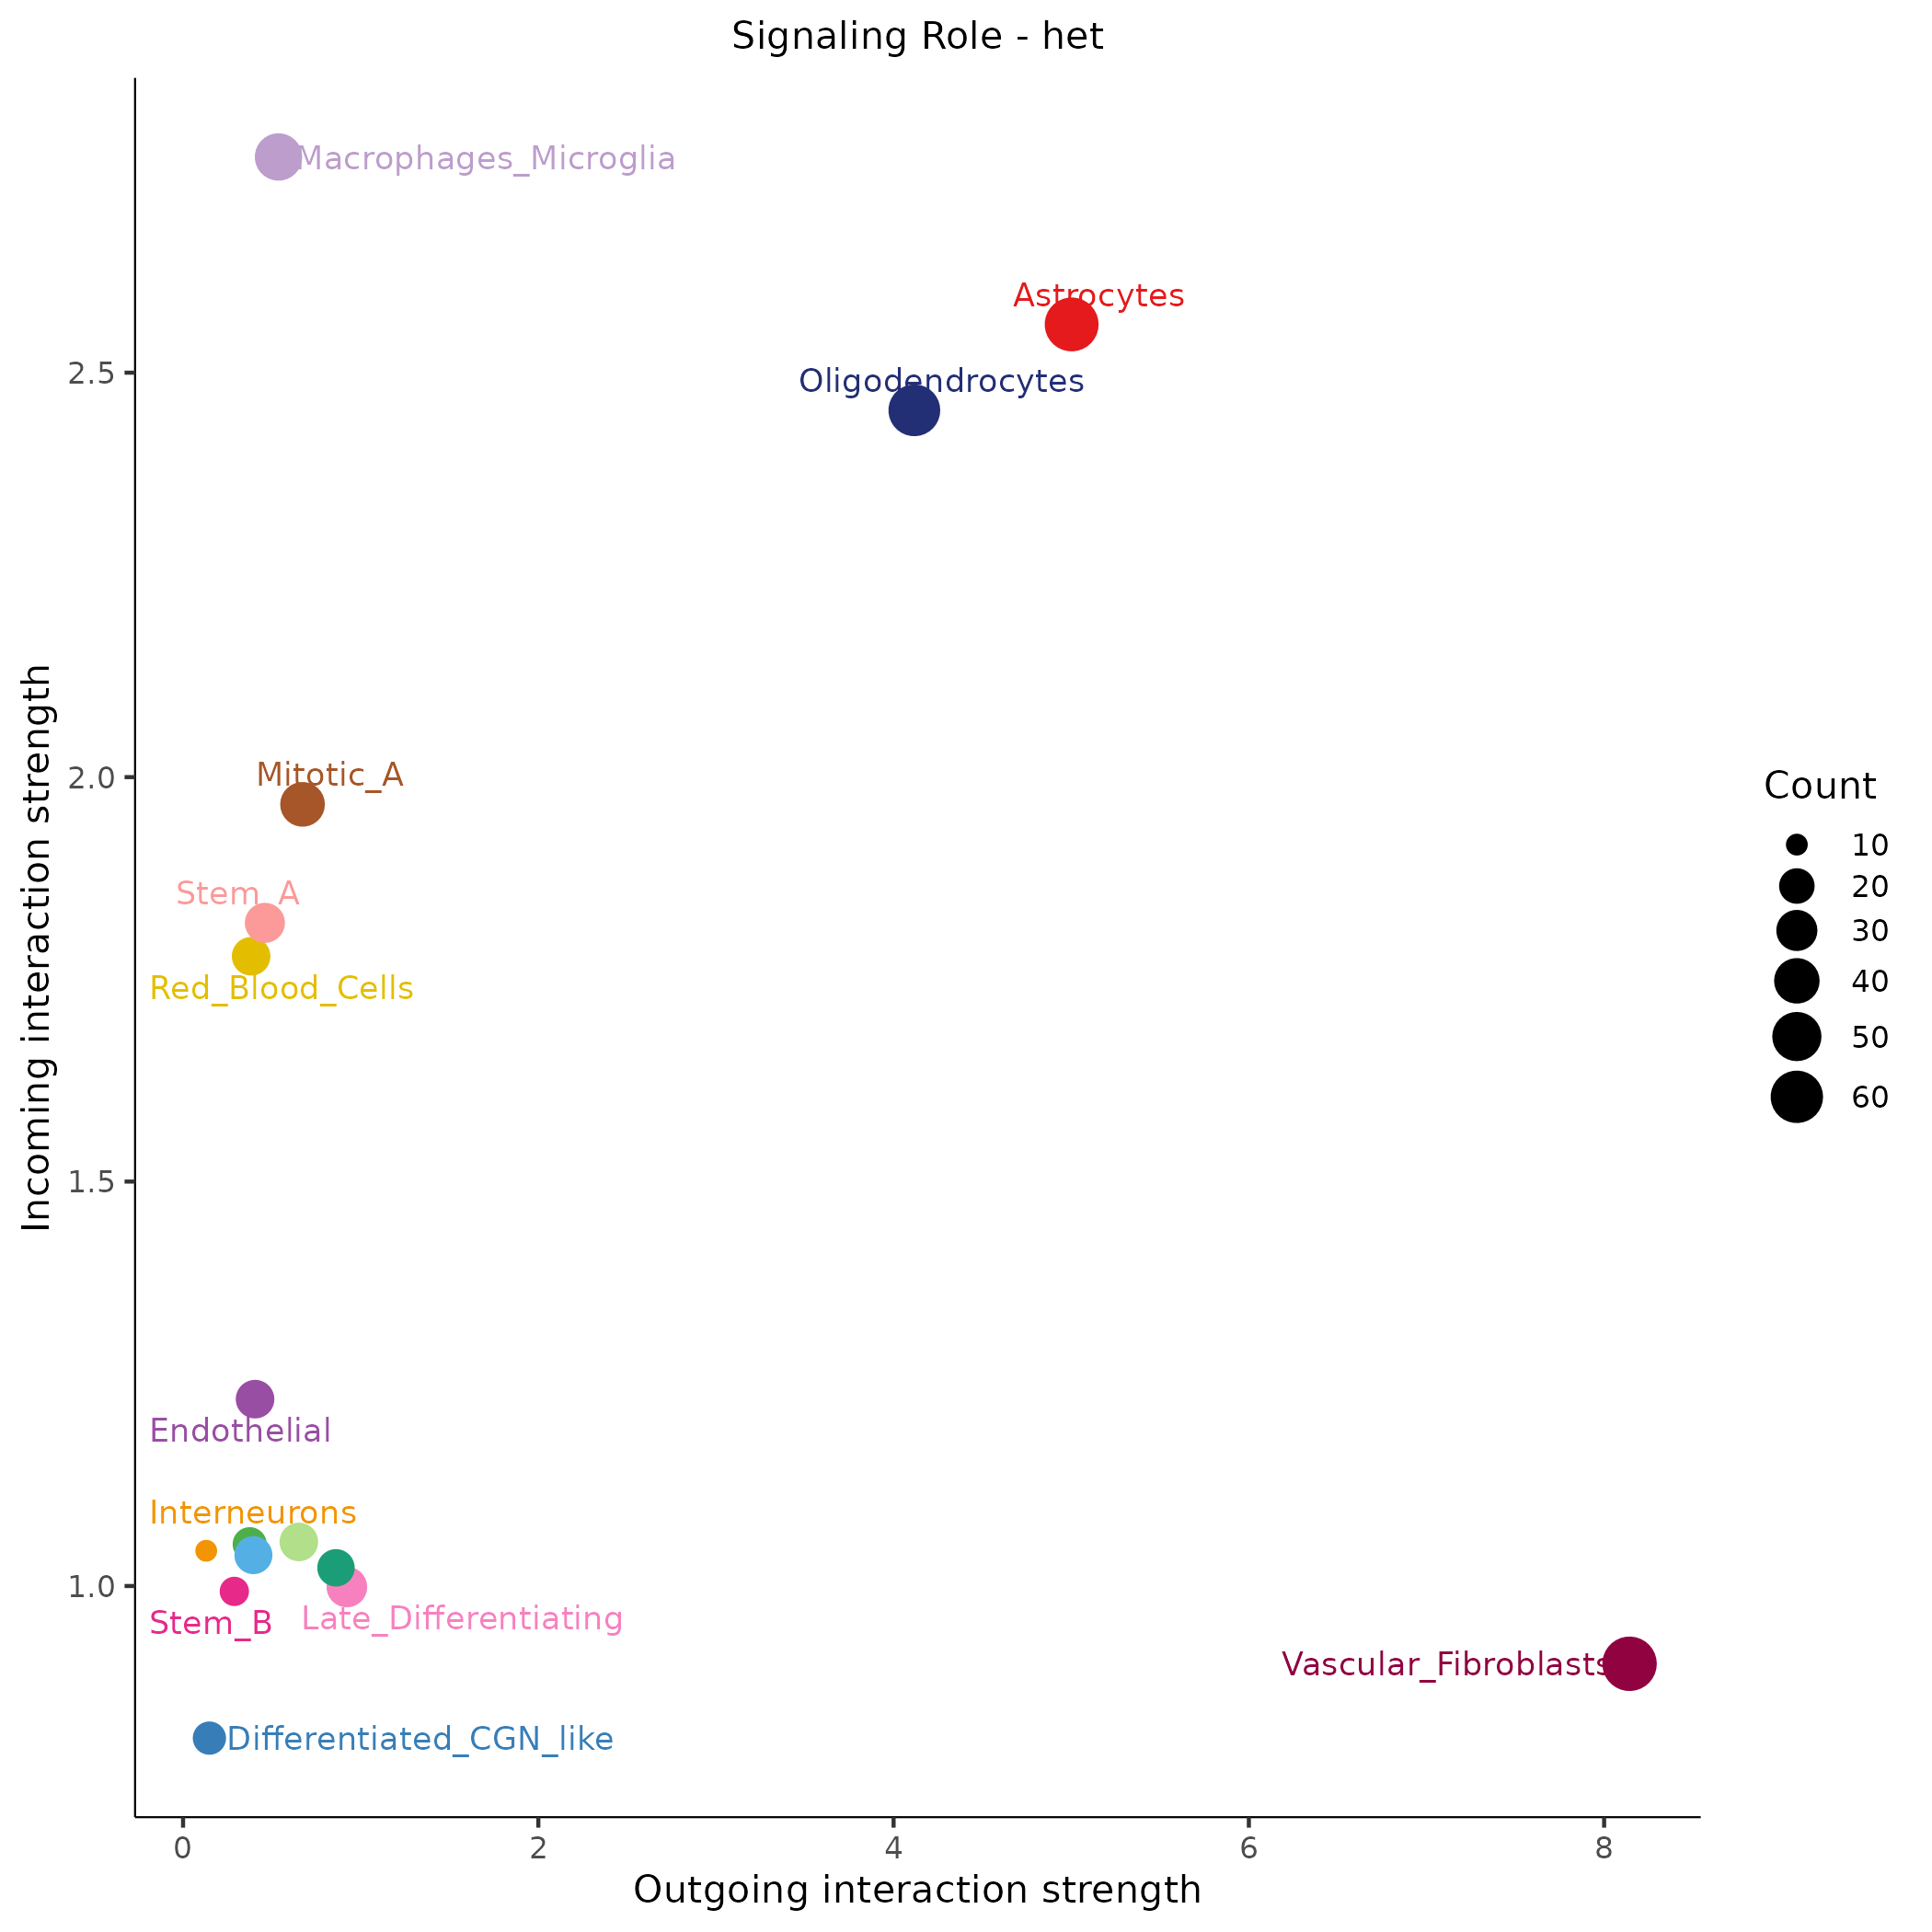 Signaling Role - het
Macrophages_Microglia
Astrocytes
Oligodendrocytes
2.5
Mitotic_A
2.0
Stem_A
Red_Blood_Cells
Incoming interaction strength
1.5
Endothelial
Interneurons
1.0
Stem_B
Late_Differentiating
Vascular_Fibroblasts
Differentiated_CGN_like
0
2
4
6
8
Outgoing interaction strength
Count
10
20
30
40
50
60